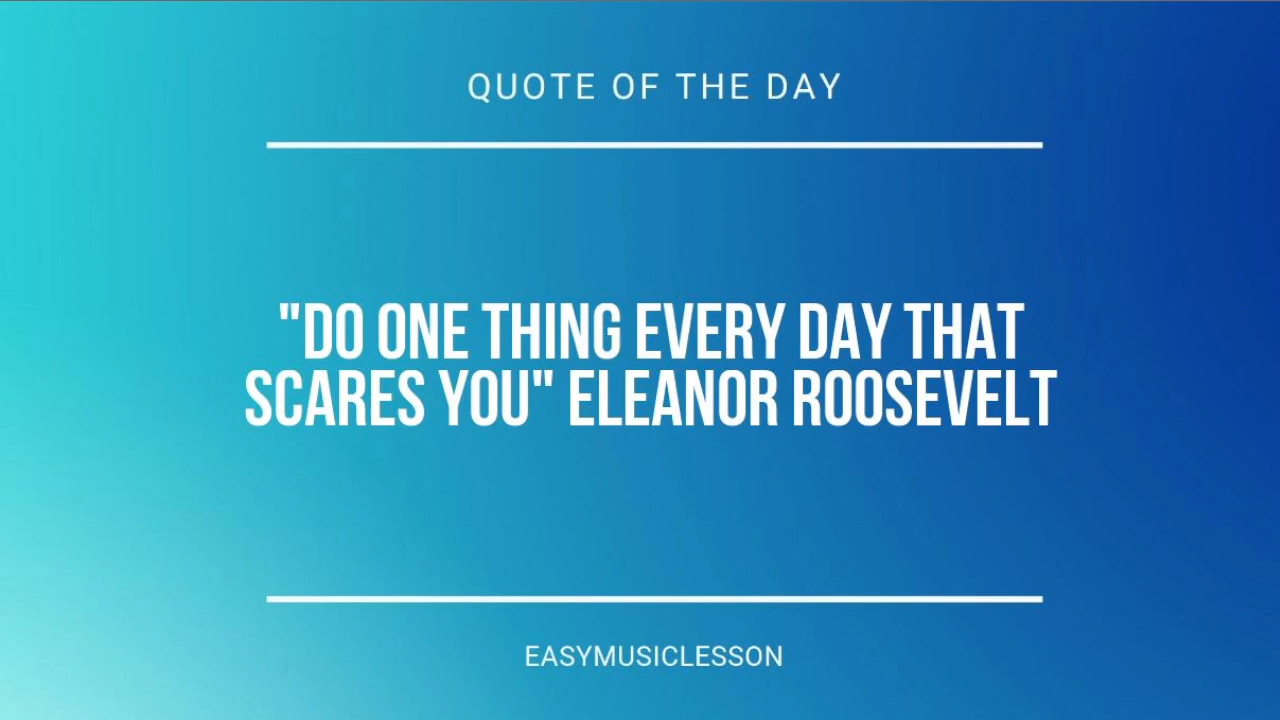 QUOTE OF THE DAY
"DO ONE THING EVERY DAY THAT
SCARES YOU" ELEANOR ROOSEVELT
EASYMUSICLESSON